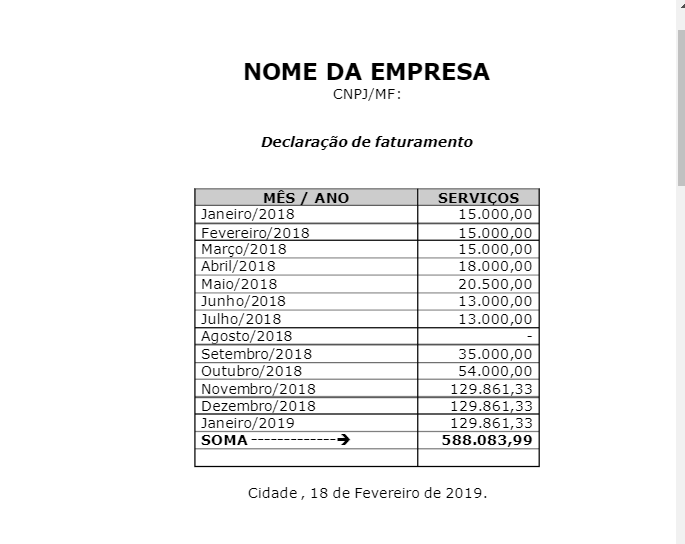 NOME DA EMPRESA
CNPJ/MF:
Declaração de faturamento
MÊS / ANO SERVIÇOS
Janeiro/2018 15.000,00
Fevereiro/2018 15.000,00
Março/2018 15.000,00
Abril/2018 18.000,00
Maio/2018 20.500,00
Junho/2018 13.000,00
Julho/2018 13.000,00
Agosto/2018 -
Setembro/2018 35.000,00
Outubro/2018 54.000,00
Novembro/2018 129.861,33
Dezembro/2018 129.861,33
Janeiro/2019 129.861,33
SOMA -------------➔ 588.083,99
Cidade , 18 de Fevereiro de 2019.